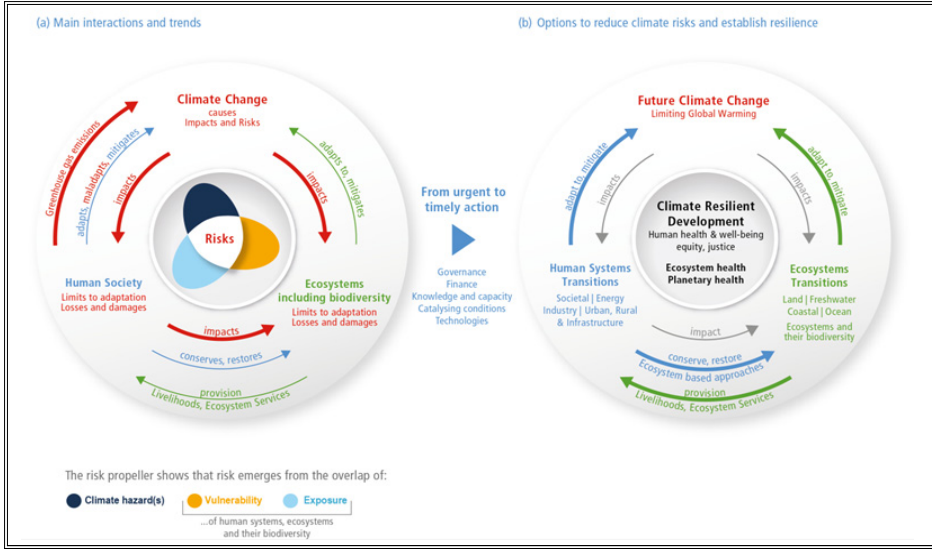 (a) Main interactions and trends
Climate Change
causes
Impacts and Risks
Greenhouse gas emissions
adapts, maladapts, mitigates
impacts
impacts
adapts to, mitigates
Risks
Human Society
Limits to adaptation
Losses and damages
Ecosystems
including biodiversity
Limits to adaptation
Losses and damages
impacts
conserves, restores
provision
Livelihoods, Ecosystem Services
From urgent to
timely action
Governance
Finance
Knowledge and capacity
Catalysing conditions
Technologies
(b) Options to reduce climate risks and establish resilience
Future Climate Change
Limiting Global Warming
adapt to, mitigate
impacts
impacts
adapt to, mitigate
Climate Resilient
Development
Human health & well-being
equity, justice
Ecosystem health
Planetary health
Human Systems
Transitions
Societal | Energy
Industry | Urban, Rural
& Infrastructure
Ecosystems
Transitions
Land | Freshwater
Coastal | Ocean
Ecosystems and
their biodiversity
impact
conserve, restore
Ecosystem based approaches
provision
Livelihoods, Ecosystem Services
The risk propeller shows that risk emerges from the overlap of:
Climate hazard(s) Vulnerability Exposure
...of human systems, ecosystems
and their biodiversity